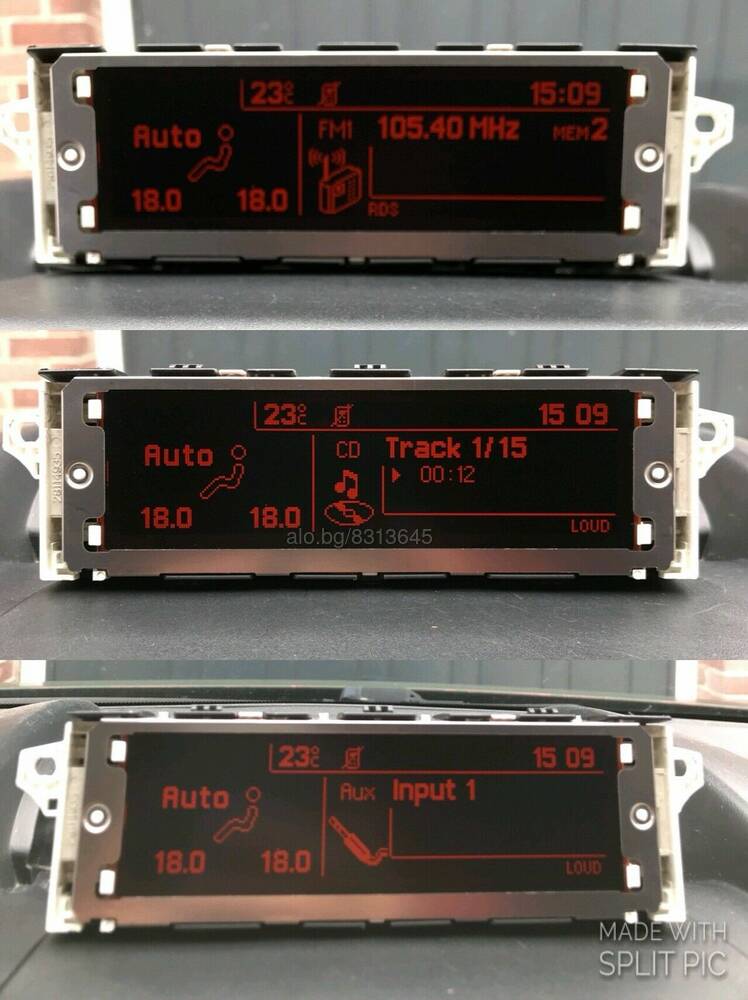 23°C 15:09
Auto FM1 105.40 MHz MEM2
18.0 18.0
RDS
23°C 15 09
Auto CD Track 1/15
00:12
18.0 18.0 LOUD
alo.bg/8313645
23°C 15 09
Auto Aux Input 1
18.0 18.0 LOUD
MADE WITH
SPLIT PIC